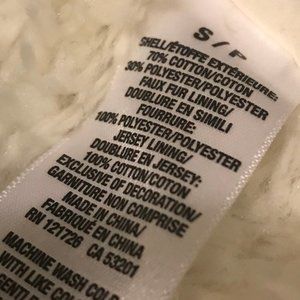 S / P
SHELL/ÉTOFFE EXTÉRIEURE:
70% COTTON/COTON
30% POLYESTER/POLYESTER
FAUX FUR LINING/
DOUBLURE EN SIMILI
FOURRURE:
100% POLYESTER/POLYESTER
JERSEY LINING/
DOUBLURE EN JERSEY:
100% COTTON/COTON
EXCLUSIVE OF DECORATION/
GARNITURE NON COMPRISE
MADE IN CHINA/
FABRIQUÉ EN CHINA
RN 121726 CA 53201
MACHINE WASH COLD
WITH LIKE